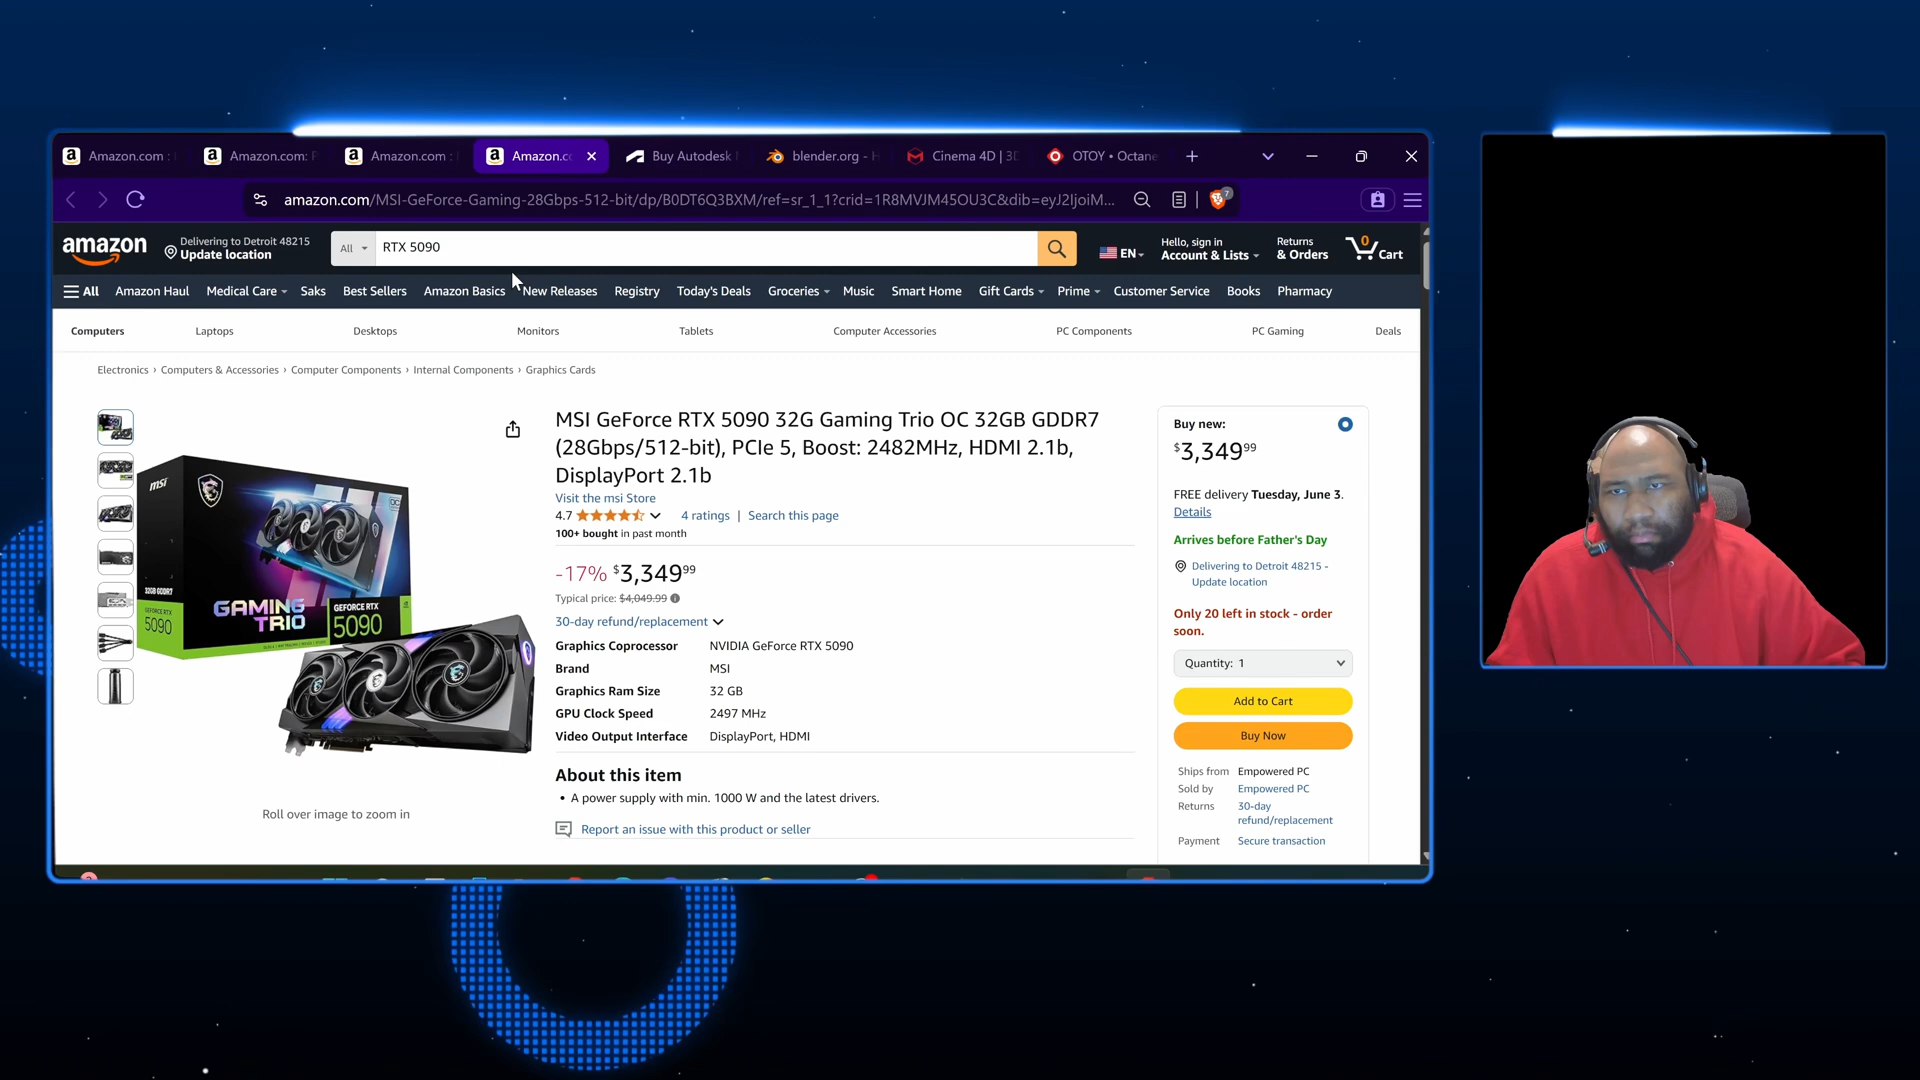 Amazon.com :
Amazon.com:
Amazon.com :
Amazon.c
Buy Autodesk
blender.org - H
Cinema 4D | 3D
OTOY • Octane
amazon.com/MSI-GeForce-Gaming-28Gbps-512-bit/dp/B0DT6Q3BXM/ref=sr_1_1?crid=1R8MVJM45OU3C&dib=eyJ2IjoiM...
7
amazon
Delivering to Detroit 48215
Update location
All
RTX 5090
EN
Hello, sign in
Account & Lists
Returns
& Orders
0
Cart
All
Amazon Haul
Medical Care
Saks
Best Sellers
Amazon Basics
New Releases
Registry
Today's Deals
Groceries
Music
Smart Home
Gift Cards
Prime
Customer Service
Books
Pharmacy
Computers
Laptops
Desktops
Monitors
Tablets
Computer Accessories
PC Components
PC Gaming
Deals
Electronics › Computers & Accessories › Computer Components › Internal Components › Graphics Cards
msi
GAMING
TRIO
32GB GDDR7
GEFORCE RTX
5090
GEFORCE RTX
5090
Roll over image to zoom in
MSI GeForce RTX 5090 32G Gaming Trio OC 32GB GDDR7
(28Gbps/512-bit), PCIe 5, Boost: 2482MHz, HDMI 2.1b,
DisplayPort 2.1b
Visit the msi Store
4.7
4 ratings | Search this page
100+ bought in past month
-17% $3,349.99
Typical price: $4,049.99
30-day refund/replacement
Graphics Coprocessor NVIDIA GeForce RTX 5090
Brand MSI
Graphics Ram Size 32 GB
GPU Clock Speed 2497 MHz
Video Output Interface DisplayPort, HDMI
About this item
• A power supply with min. 1000 W and the latest drivers.
Report an issue with this product or seller
Buy new:
$3,349.99
FREE delivery Tuesday, June 3.
Details
Arrives before Father's Day
Delivering to Detroit 48215 -
Update location
Only 20 left in stock - order
soon.
Quantity: 1
Add to Cart
Buy Now
Ships from Empowered PC
Sold by Empowered PC
Returns 30-day
refund/replacement
Payment Secure transaction